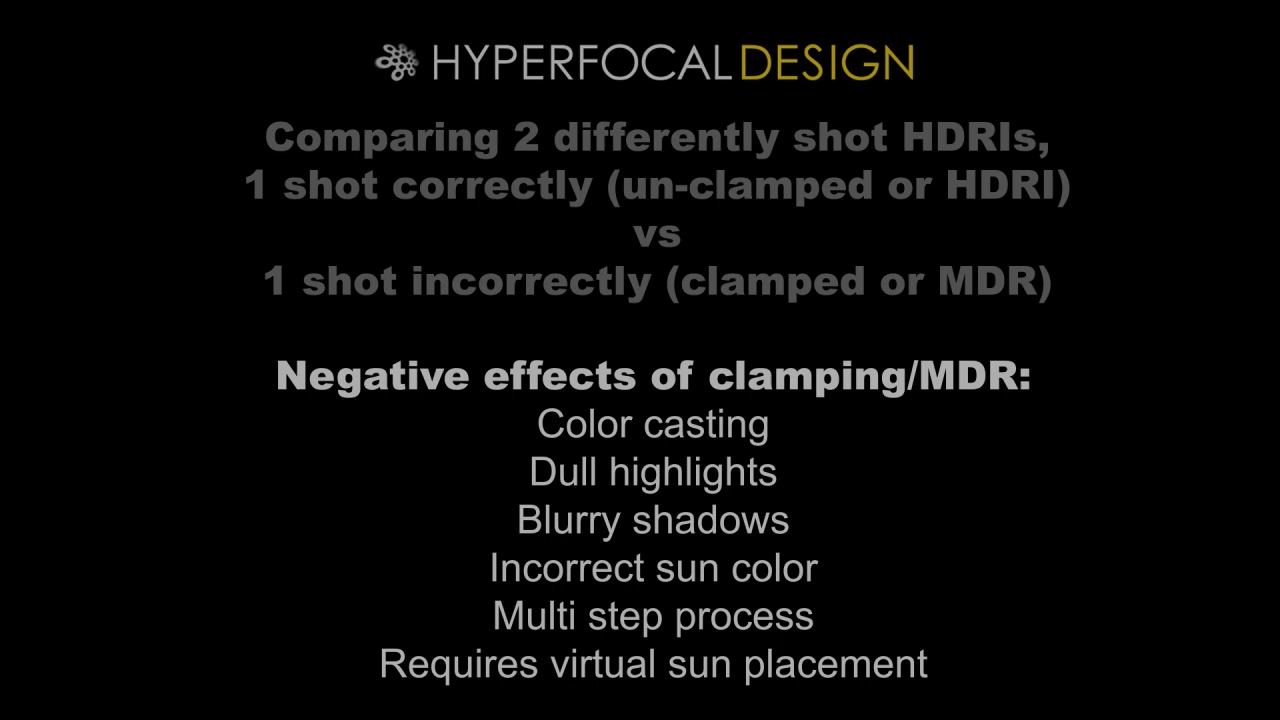 HYPERFOCALDESIGN
Comparing 2 differently shot HDRIs,
1 shot correctly (un-clamped or HDRI)
vs
1 shot incorrectly (clamped or MDR)
Negative effects of clamping/MDR:
Color casting
Dull highlights
Blurry shadows
Incorrect sun color
Multi step process
Requires virtual sun placement